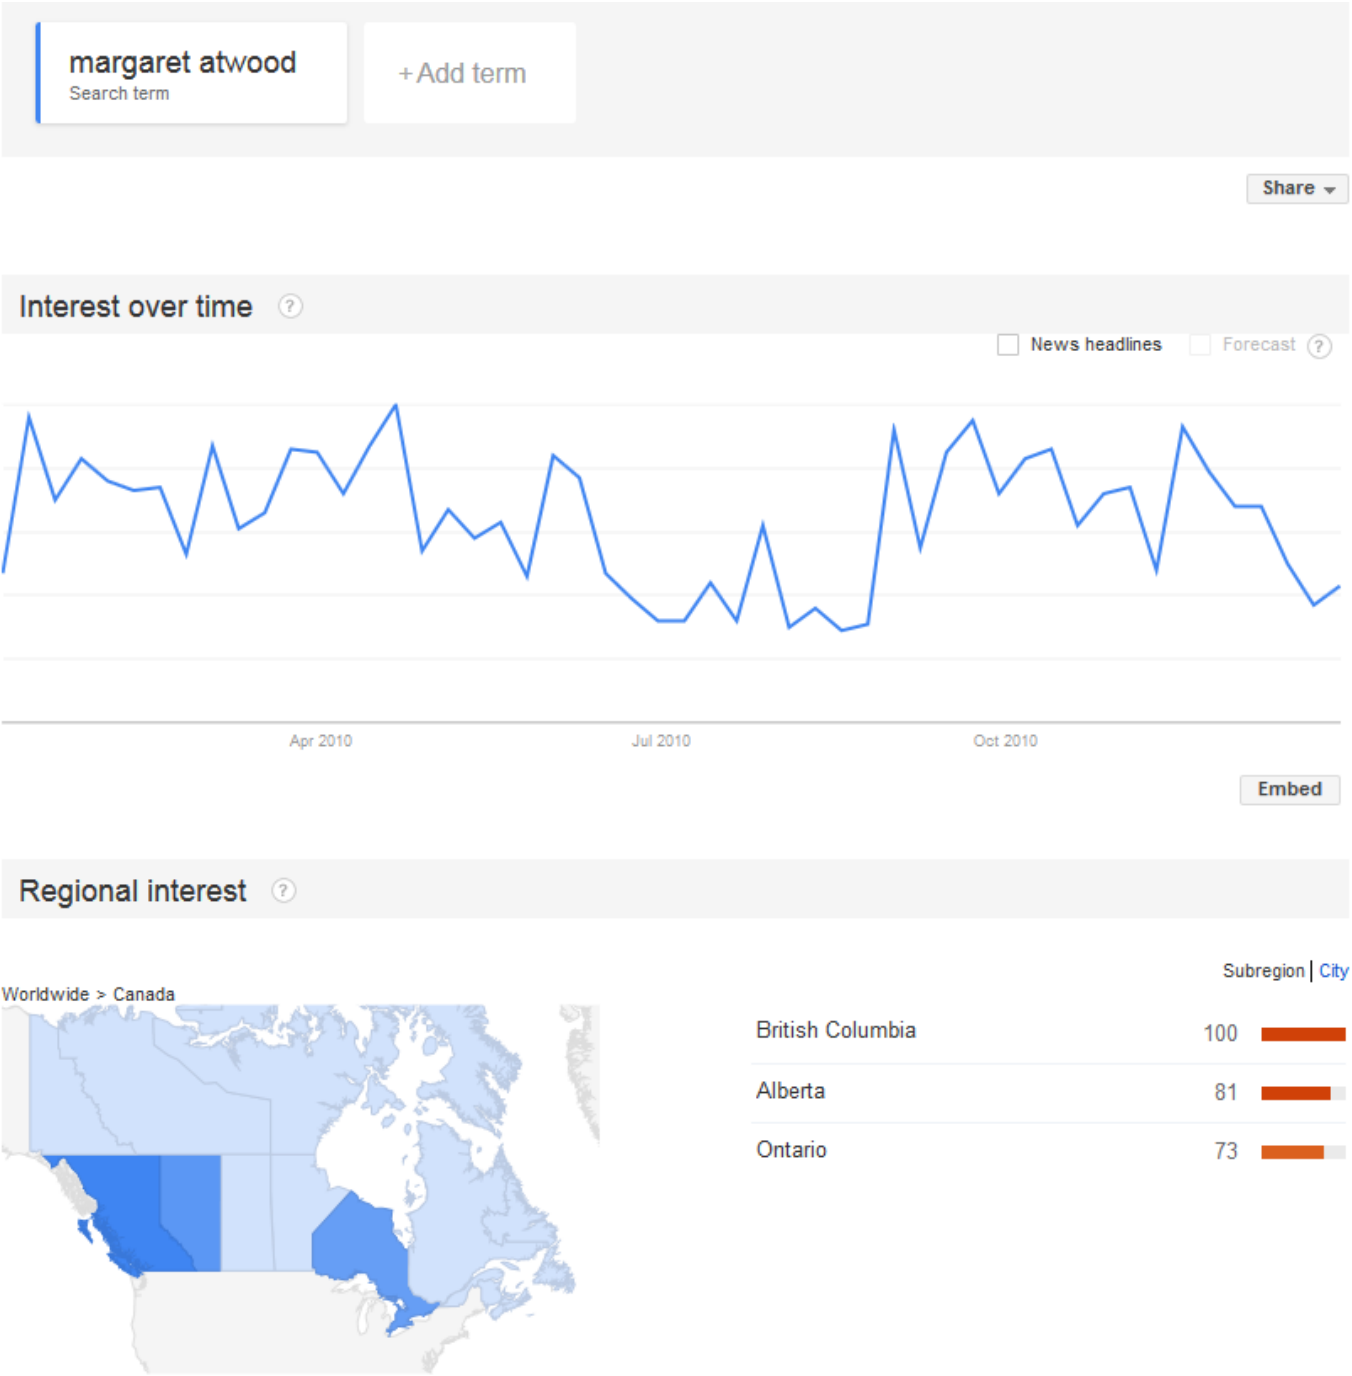 margaret atwood
Search term
+Add term
Share
Interest over time ?
News headlines Forecast ?
Apr 2010 Jul 2010 Oct 2010
Embed
Regional interest ?
Subregion | City
Worldwide > Canada
British Columbia 100
Alberta 81
Ontario 73